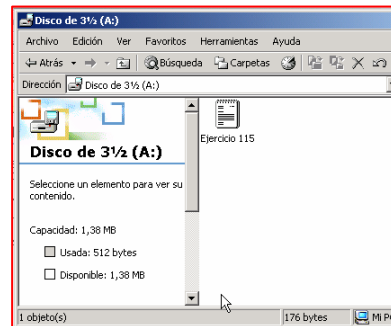 Disco de 3½ (A:)
Archivo Edición Ver Favoritos Herramientas Ayuda
Atrás Búsqueda Carpetas
Dirección Disco de 3½ (A:)
Disco de 3½ (A:)
Seleccione un elemento para ver su
contenido.
Capacidad: 1,38 MB
Usada: 512 bytes
Disponible: 1,38 MB
Ejercicio 115
1 objeto(s) 176 bytes Mi